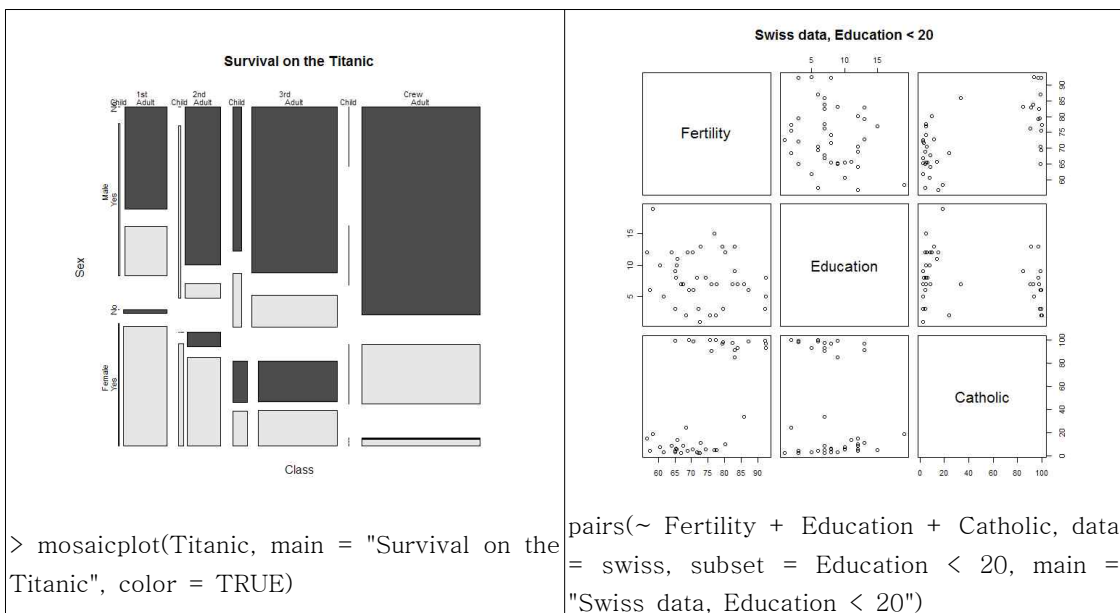 Survival on the Titanic
1st 2nd 3rd Crew
Child Adult Child Adult Child Adult Child Adult
Sex
Male
No
Yes
Female
No
Yes
Class
> mosaicplot(Titanic, main = "Survival on the
Titanic", color = TRUE)
Swiss data, Education < 20
5 10 15
Fertility
60 65 70 75 80 85 90
5 10 15
Education
Catholic
0 20 40 60 80 100
60 65 70 75 80 85 90
0 20 40 60 80 100
pairs(~ Fertility + Education + Catholic, data
= swiss, subset = Education < 20, main =
"Swiss data, Education < 20")